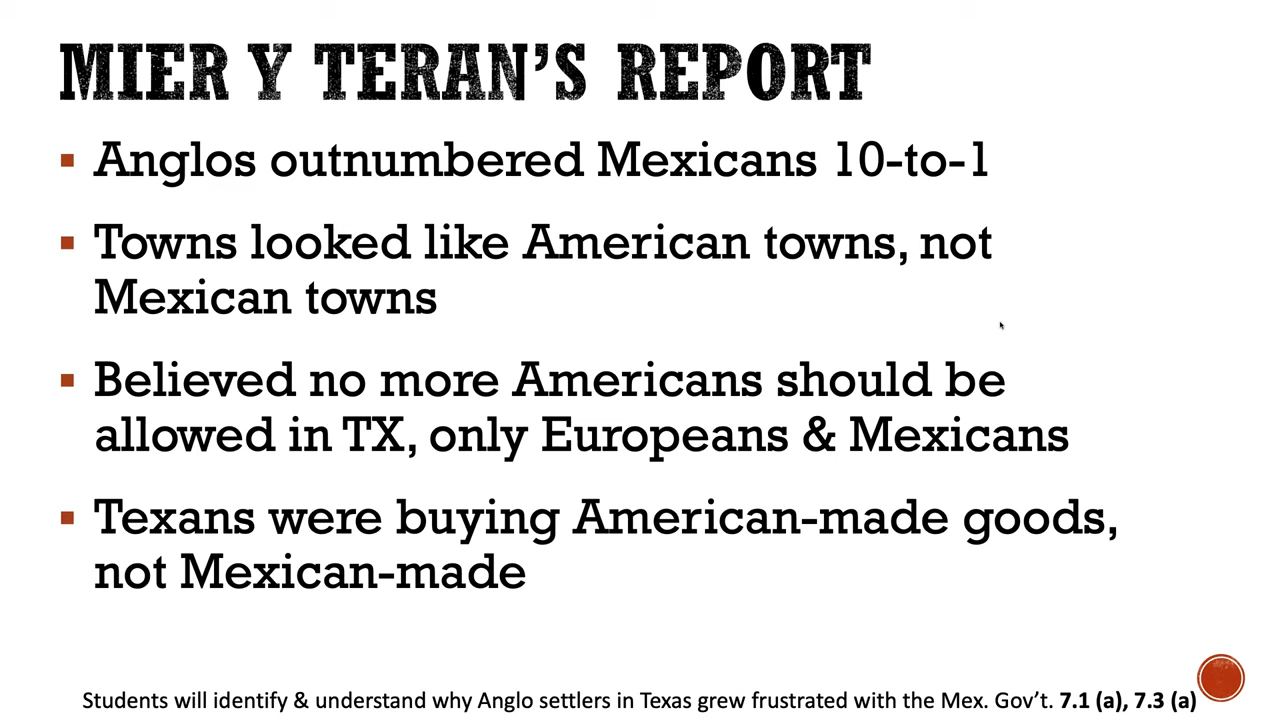 MIER Y TERAN’S REPORT
▪ Anglos outnumbered Mexicans 10-to-1
▪ Towns looked like American towns, not
Mexican towns
▪ Believed no more Americans should be
allowed in TX, only Europeans & Mexicans
▪ Texans were buying American-made goods,
not Mexican-made
Students will identify & understand why Anglo settlers in Texas grew frustrated with the Mex. Gov’t. 7.1 (a), 7.3 (a)